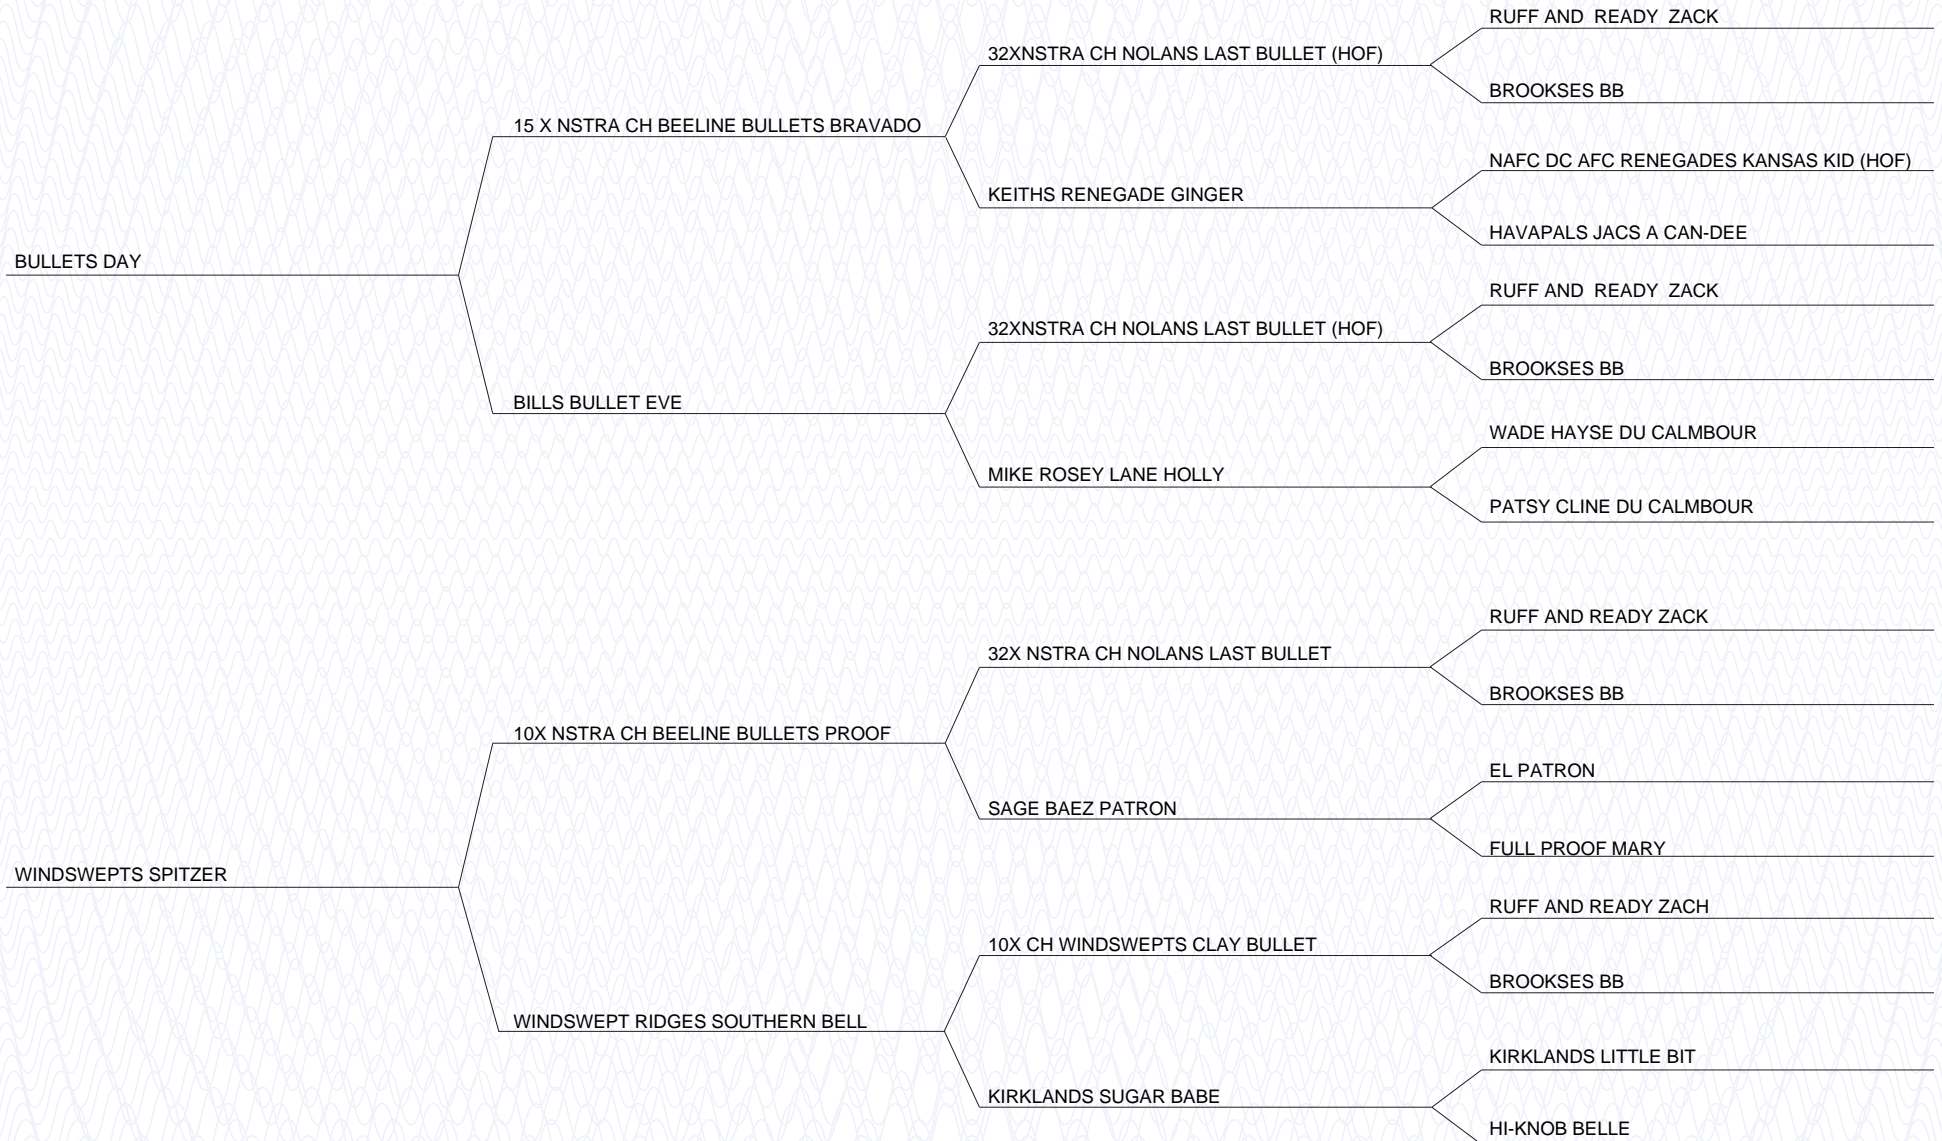 RUFF AND  READY  ZACK
32XNSTRA CH NOLANS LAST BULLET (HOF)
BROOKSES BB
15 X NSTRA CH BEELINE BULLETS BRAVADO
NAFC DC AFC RENEGADES KANSAS KID (HOF)
KEITHS RENEGADE GINGER
HAVAPALS JACS A CAN-DEE
BULLETS DAY
RUFF AND  READY  ZACK
32XNSTRA CH NOLANS LAST BULLET (HOF)
BROOKSES BB
BILLS BULLET EVE
WADE HAYSE DU CALMBOUR
MIKE ROSEY LANE HOLLY
PATSY CLINE DU CALMBOUR
RUFF AND READY ZACK
32X NSTRA CH NOLANS LAST BULLET
BROOKSES BB
10X NSTRA CH BEELINE BULLETS PROOF
EL PATRON
SAGE BAEZ PATRON
FULL PROOF MARY
WINDSWEPTS SPITZER
RUFF AND READY ZACH
10X CH WINDSWEPTS CLAY BULLET
BROOKSES BB
WINDSWEPT RIDGES SOUTHERN BELL
KIRKLANDS LITTLE BIT
KIRKLANDS SUGAR BABE
HI-KNOB BELLE